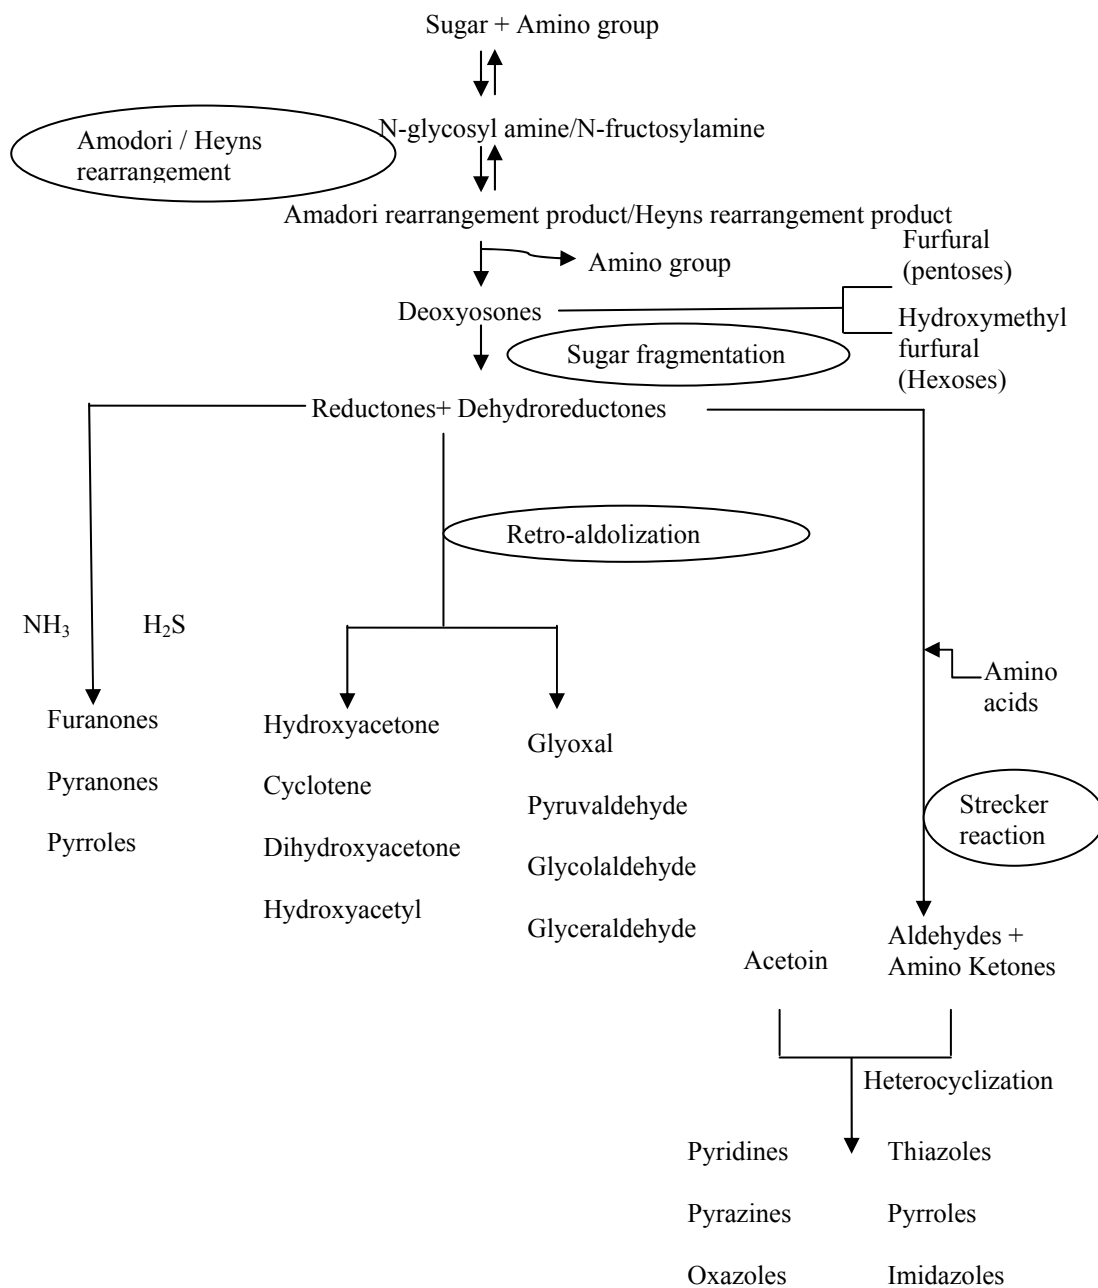 Sugar + Amino group
N-glycosyl amine/N-fructosylamine
Amodori / Heyns
rearrangement
Amadori rearrangement product/Heyns rearrangement product
Amino group
Furfural
(pentoses)
Deoxyosones
Hydroxymethyl
furfural
(Hexoses)
Sugar fragmentation
Reductones+ Dehydroreductones
Retro-aldolization
NH₃
H₂S
Amino
acids
Furanones
Pyranones
Pyrroles
Hydroxyacetone
Cyclotene
Dihydroxyacetone
Hydroxyacetyl
Glyoxal
Pyruvaldehyde
Glycolaldehyde
Glyceraldehyde
Strecker
reaction
Acetoin
Aldehydes +
Amino Ketones
Heterocyclization
Pyridines
Pyrazines
Oxazoles
Thiazoles
Pyrroles
Imidazoles